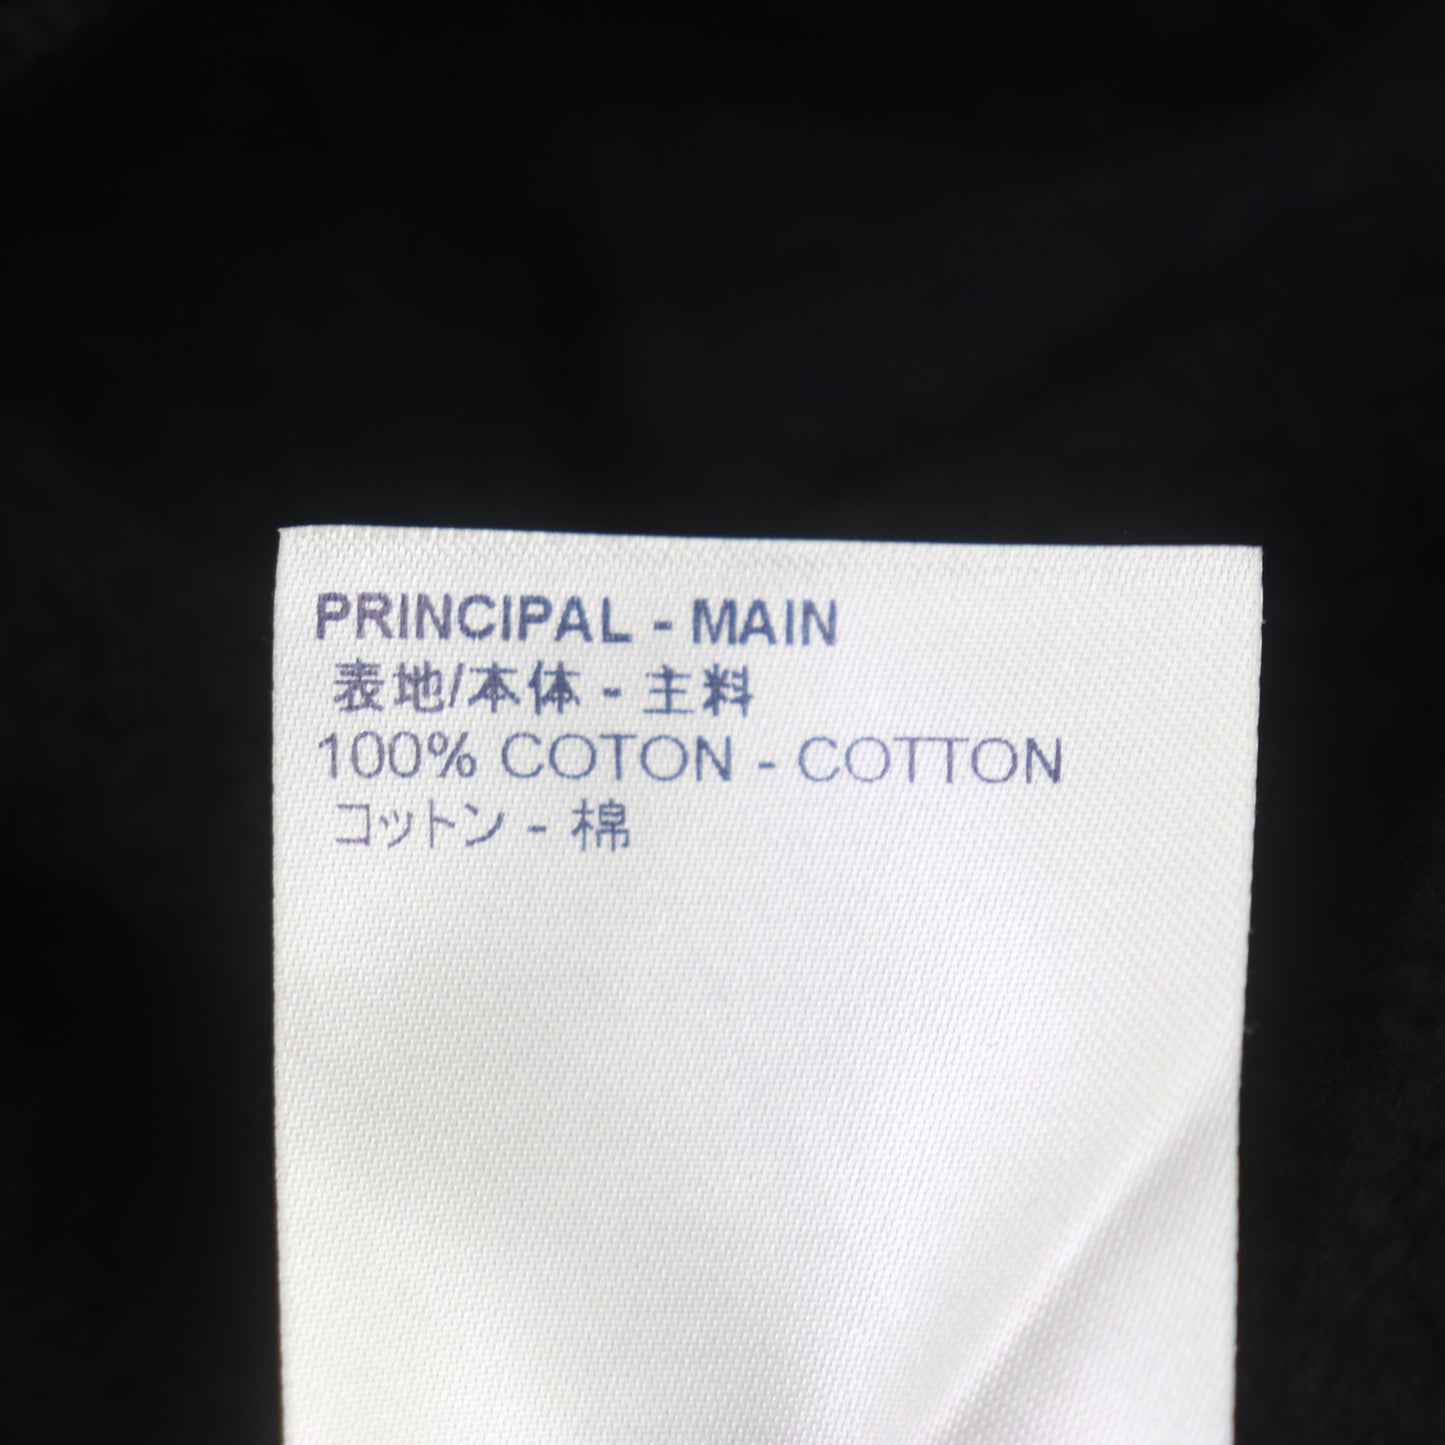 PRINCIPAL - MAIN
表地/本体 - 主料
100% COTON - COTTON
コットン - 棉